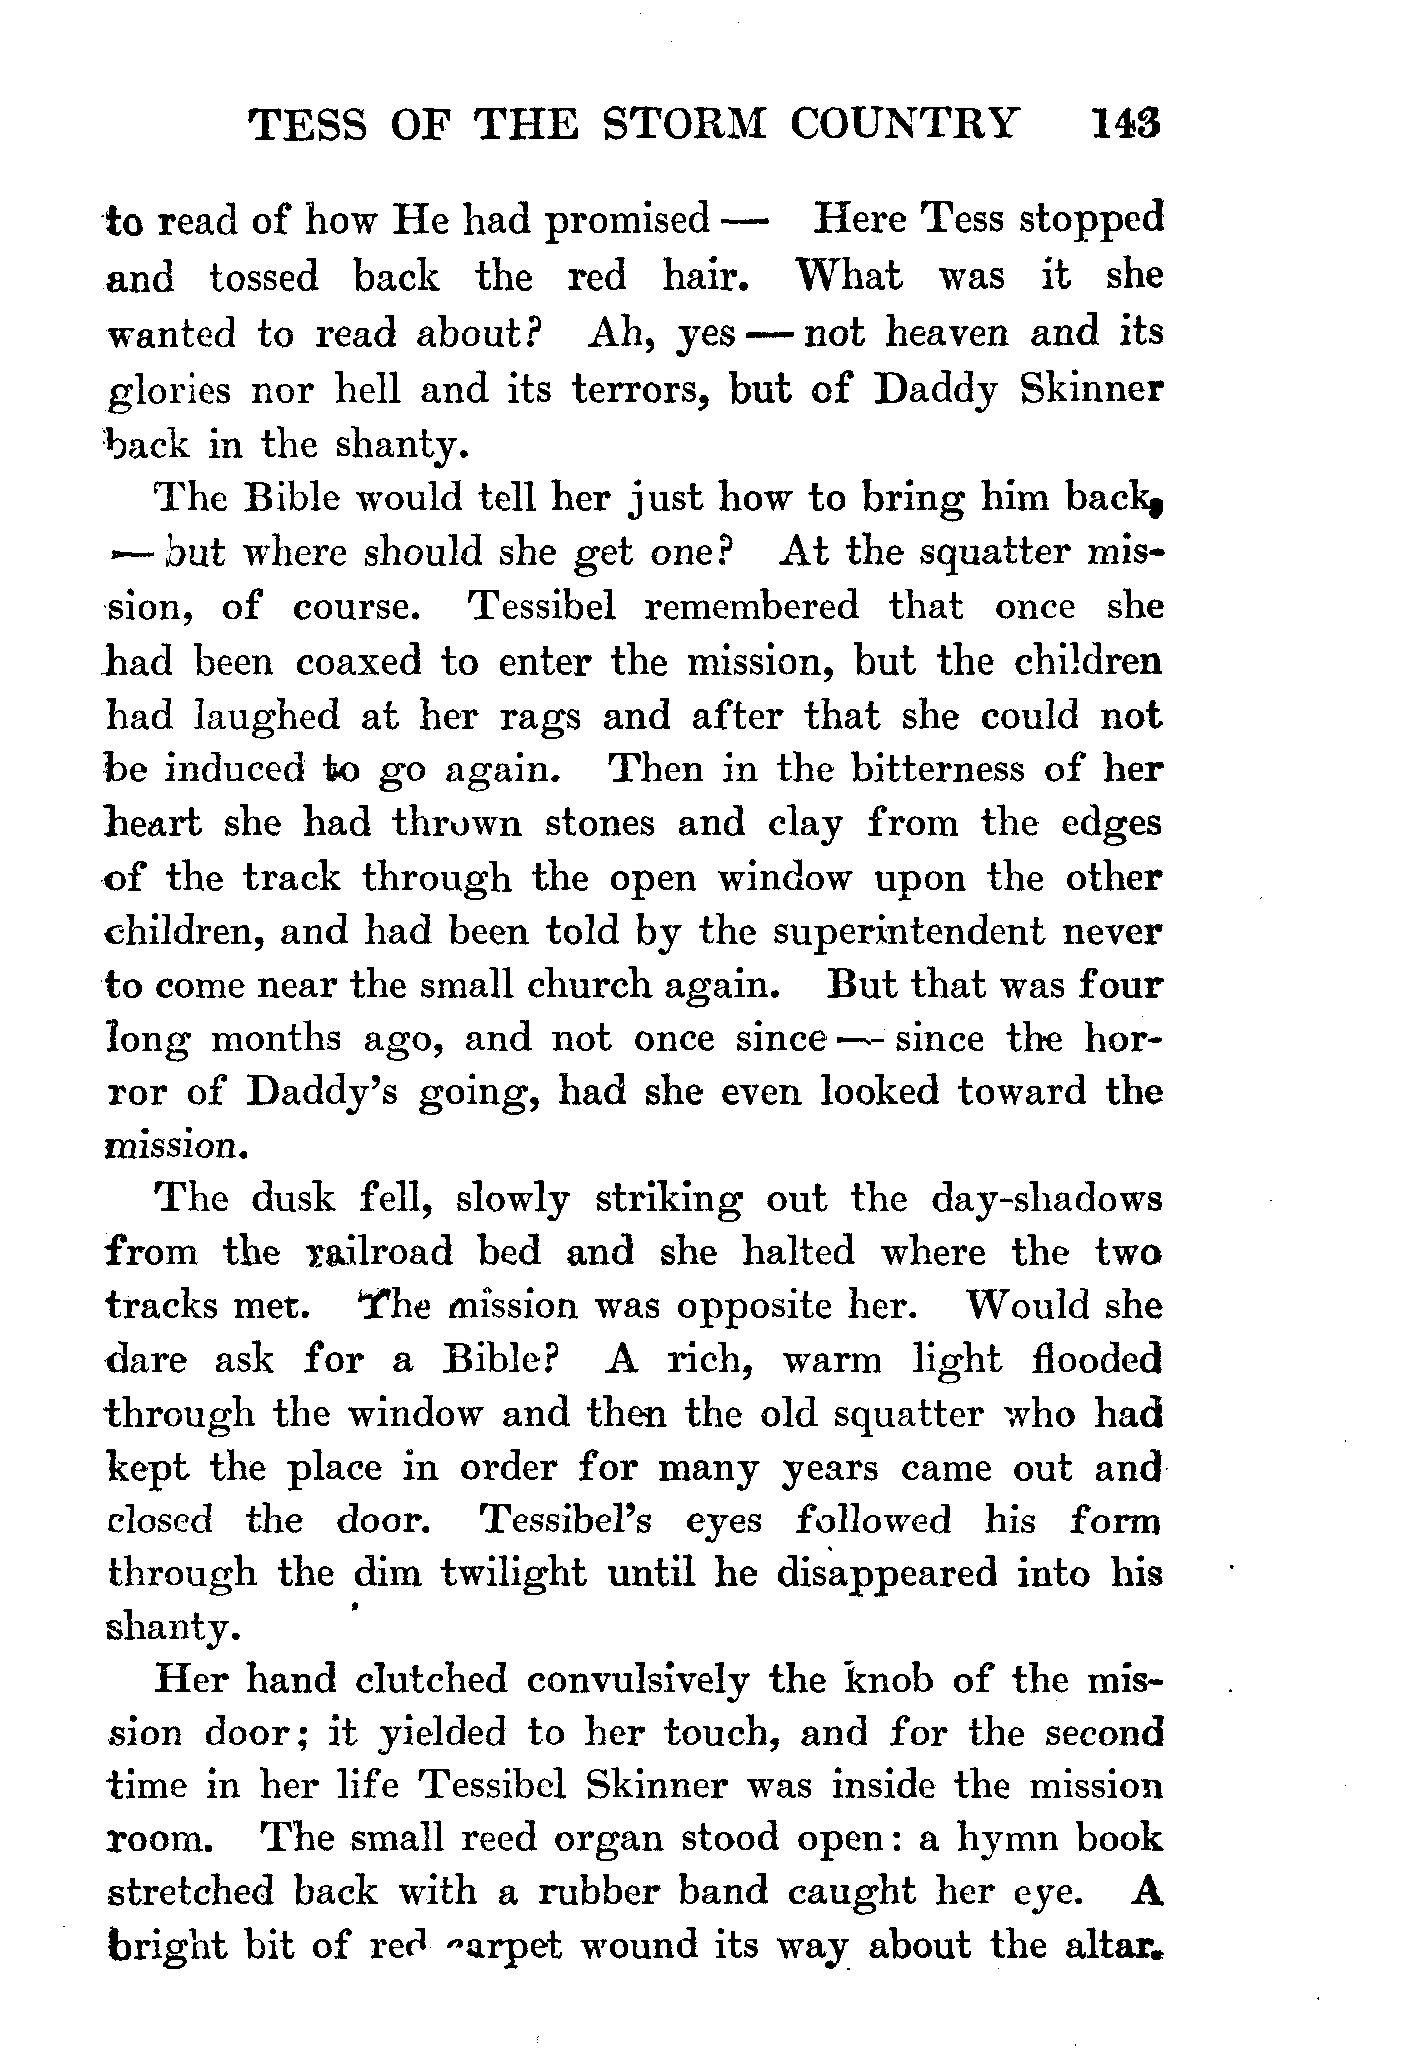 TESS OF THE STORM COUNTRY 143
to read of how He had promised — Here Tess stopped
and tossed back the red hair. What was it she
wanted to read about? Ah, yes — not heaven and its
glories nor hell and its terrors, but of Daddy Skinner
back in the shanty.
The Bible would tell her just how to bring him back,
— but where should she get one? At the squatter mis-
sion, of course. Tessibel remembered that once she
had been coaxed to enter the mission, but the children
had laughed at her rags and after that she could not
be induced to go again. Then in the bitterness of her
heart she had thrown stones and clay from the edges
of the track through the open window upon the other
children, and had been told by the superintendent never
to come near the small church again. But that was four
long months ago, and not once since — since the hor-
ror of Daddy's going, had she even looked toward the
mission.
The dusk fell, slowly striking out the day-shadows
from the railroad bed and she halted where the two
tracks met. The mission was opposite her. Would she
dare ask for a Bible? A rich, warm light flooded
through the window and then the old squatter who had
kept the place in order for many years came out and
closed the door. Tessibel's eyes followed his form
through the dim twilight until he disappeared into his
shanty.
Her hand clutched convulsively the knob of the mis-
sion door; it yielded to her touch, and for the second
time in her life Tessibel Skinner was inside the mission
room. The small reed organ stood open: a hymn book
stretched back with a rubber band caught her eye. A
bright bit of red carpet wound its way about the altar.